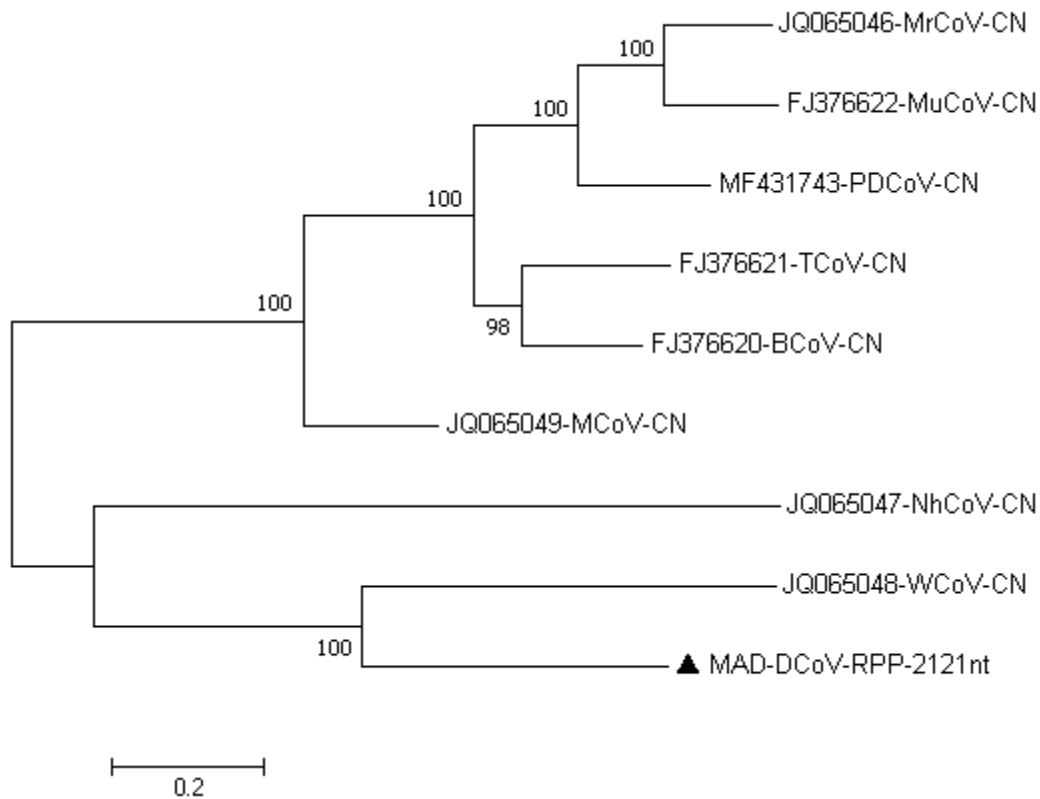 JQ065046-MrCoV-CN
100
FJ376622-MuCoV-CN
100
MF431743-PDCoV-CN
100
FJ376621-TCoV-CN
100
98
FJ376620-BCoV-CN
JQ065049-MCoV-CN
JQ065047-NhCoV-CN
JQ065048-WCoV-CN
100
▲ MAD-DCoV-RPP-2121nt
0.2